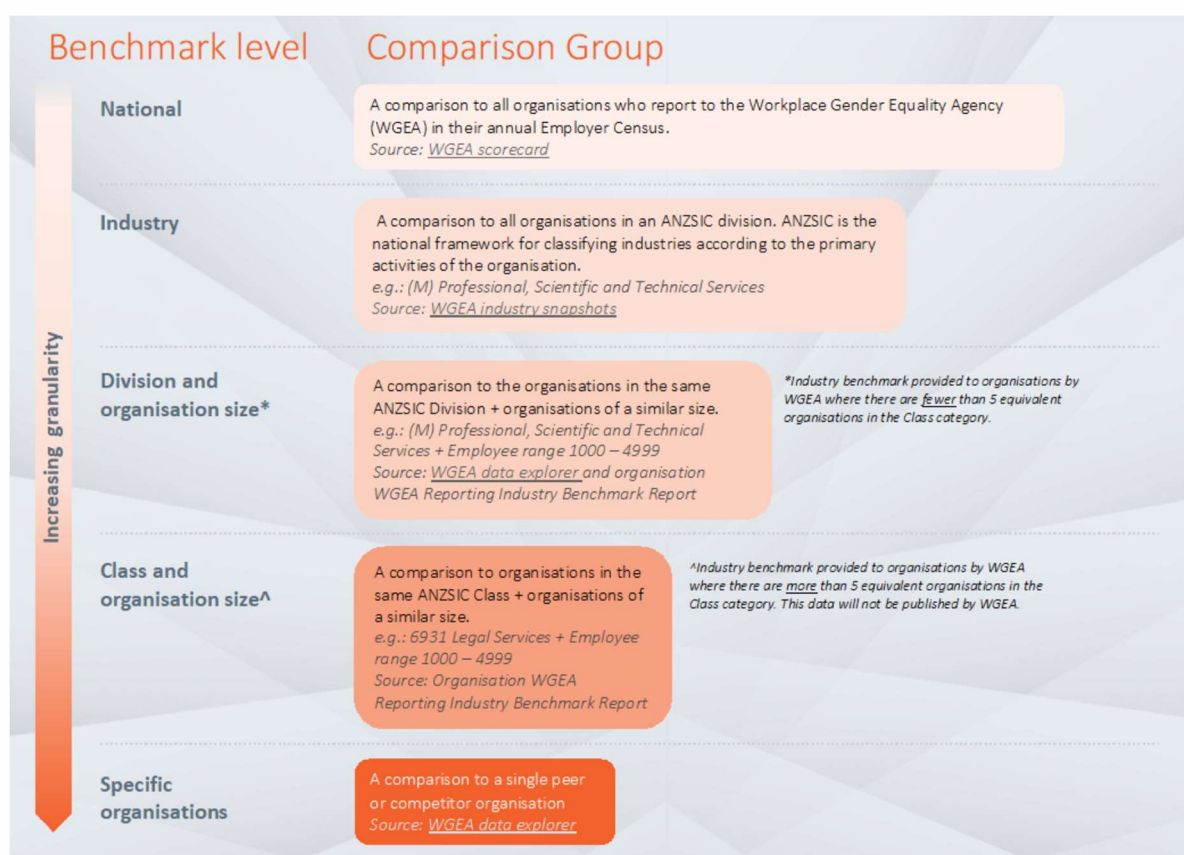 Benchmark level
Comparison Group
Increasing granularity
National
A comparison to all organisations who report to the Workplace Gender Equality Agency
(WGEA) in their annual Employer Census.
Source: WGEA scorecard
Industry
A comparison to all organisations in an ANZSIC division. ANZSIC is the
national framework for classifying industries according to the primary
activities of the organisation.
e.g.: (M) Professional, Scientific and Technical Services
Source: WGEA industry snapshots
Division and
organisation size*
A comparison to the organisations in the same
ANZSIC Division + organisations of a similar size.
e.g.: (M) Professional, Scientific and Technical
Services + Employee range 1000 – 4999
Source: WGEA data explorer and organisation
WGEA Reporting Industry Benchmark Report
*Industry benchmark provided to organisations by
WGEA where there are fewer than 5 equivalent
organisations in the Class category.
Class and
organisation size^
A comparison to organisations in the
same ANZSIC Class + organisations of
a similar size.
e.g.: 6931 Legal Services + Employee
range 1000 – 4999
Source: Organisation WGEA
Reporting Industry Benchmark Report
^Industry benchmark provided to organisations by WGEA
where there are more than 5 equivalent organisations in the
Class category. This data will not be published by WGEA.
Specific
organisations
A comparison to a single peer
or competitor organisation
Source: WGEA data explorer